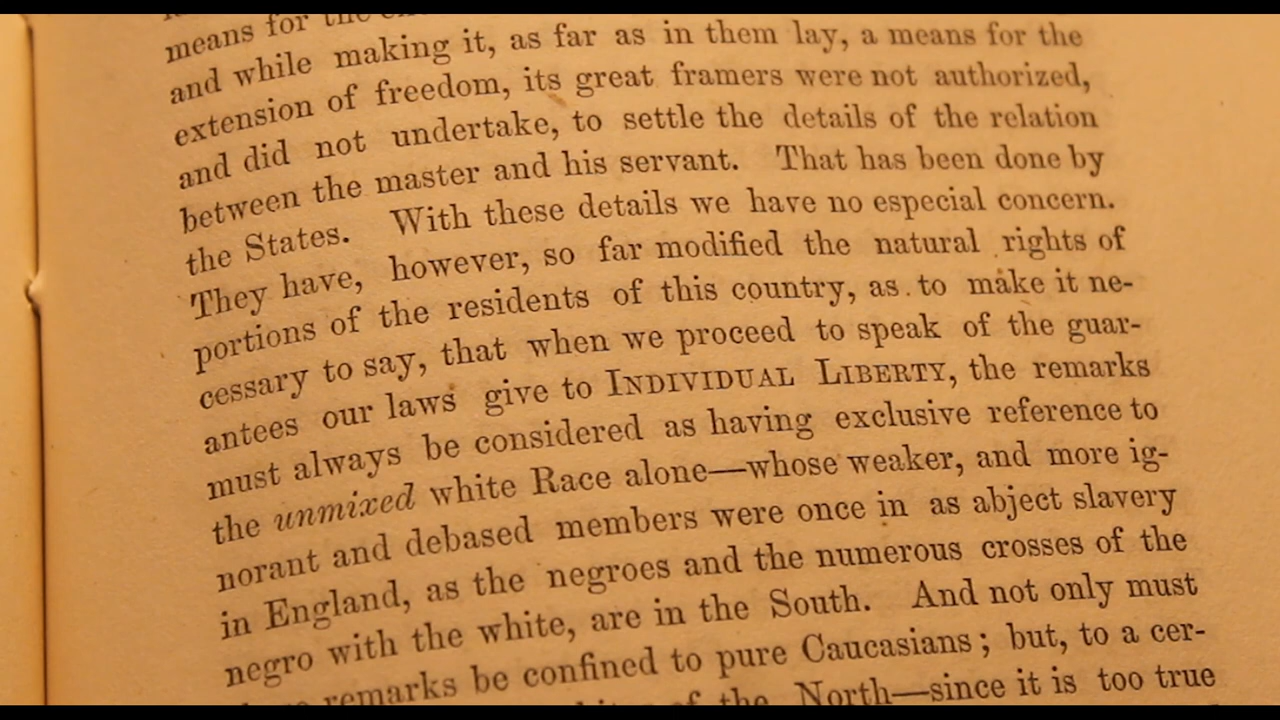 means for the
and while making it, as far as in them lay, a means for the
extension of freedom, its great framers were not authorized,
and did not undertake, to settle the details of the relation
between the master and his servant. That has been done by
the States. With these details we have no especial concern.
They have, however, so far modified the natural rights of
portions of the residents of this country, as to make it ne-
cessary to say, that when we proceed to speak of the guar-
antees our laws give to INDIVIDUAL LIBERTY, the remarks
must always be considered as having exclusive reference to
the unmixed white Race alone—whose weaker, and more ig-
norant and debased members were once in as abject slavery
in England, as the negroes and the numerous crosses of the
negro with the white, are in the South. And not only must
remarks be confined to pure Caucasians; but, to a cer-
of the North—since it is too true